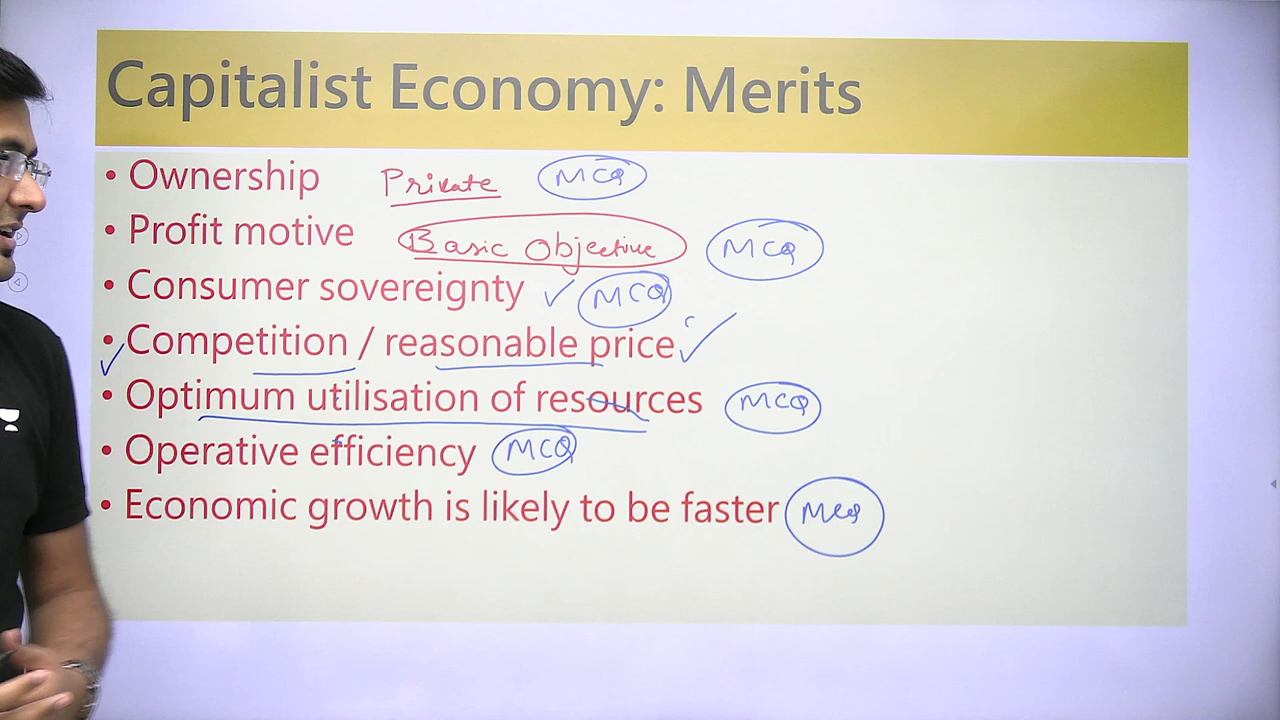 Capitalist Economy: Merits
• Ownership Private MCQ
• Profit motive Basic Objective MCQ
• Consumer sovereignty ✓ MCQ
✓ • Competition / reasonable price ✓
• Optimum utilisation of resources MCQ
• Operative efficiency MCQ
• Economic growth is likely to be faster MCQ